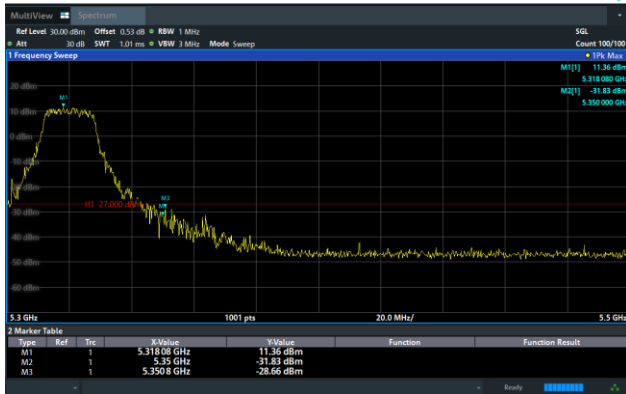 MultiView Spectrum
Ref Level 30.00 dBm Offset 0.53 dB RBW 1 MHz SGL
Att 30 dB SWT 1.01 ms VBW 3 MHz Mode Sweep Count 100/100
1 Frequency Sweep 1Pk Max
M1[1] 11.36 dBm
5.318 080 GHz
20 dBm
M2[1] -31.83 dBm
5.350 000 GHz
M1
10 dBm
0 dBm
-10 dBm
M3
H1 -27.000 dBm
-30 dBm
-40 dBm
-50 dBm
-60 dBm
5.3 GHz 1001 pts 20.0 MHz/ 5.5 GHz
2 Marker Table
Type Ref Trc X-Value Y-Value Function Function Result
M1 1 5.31808 GHz 11.36 dBm
M2 1 5.35 GHz -31.83 dBm
M3 1 5.3508 GHz -28.66 dBm
Ready